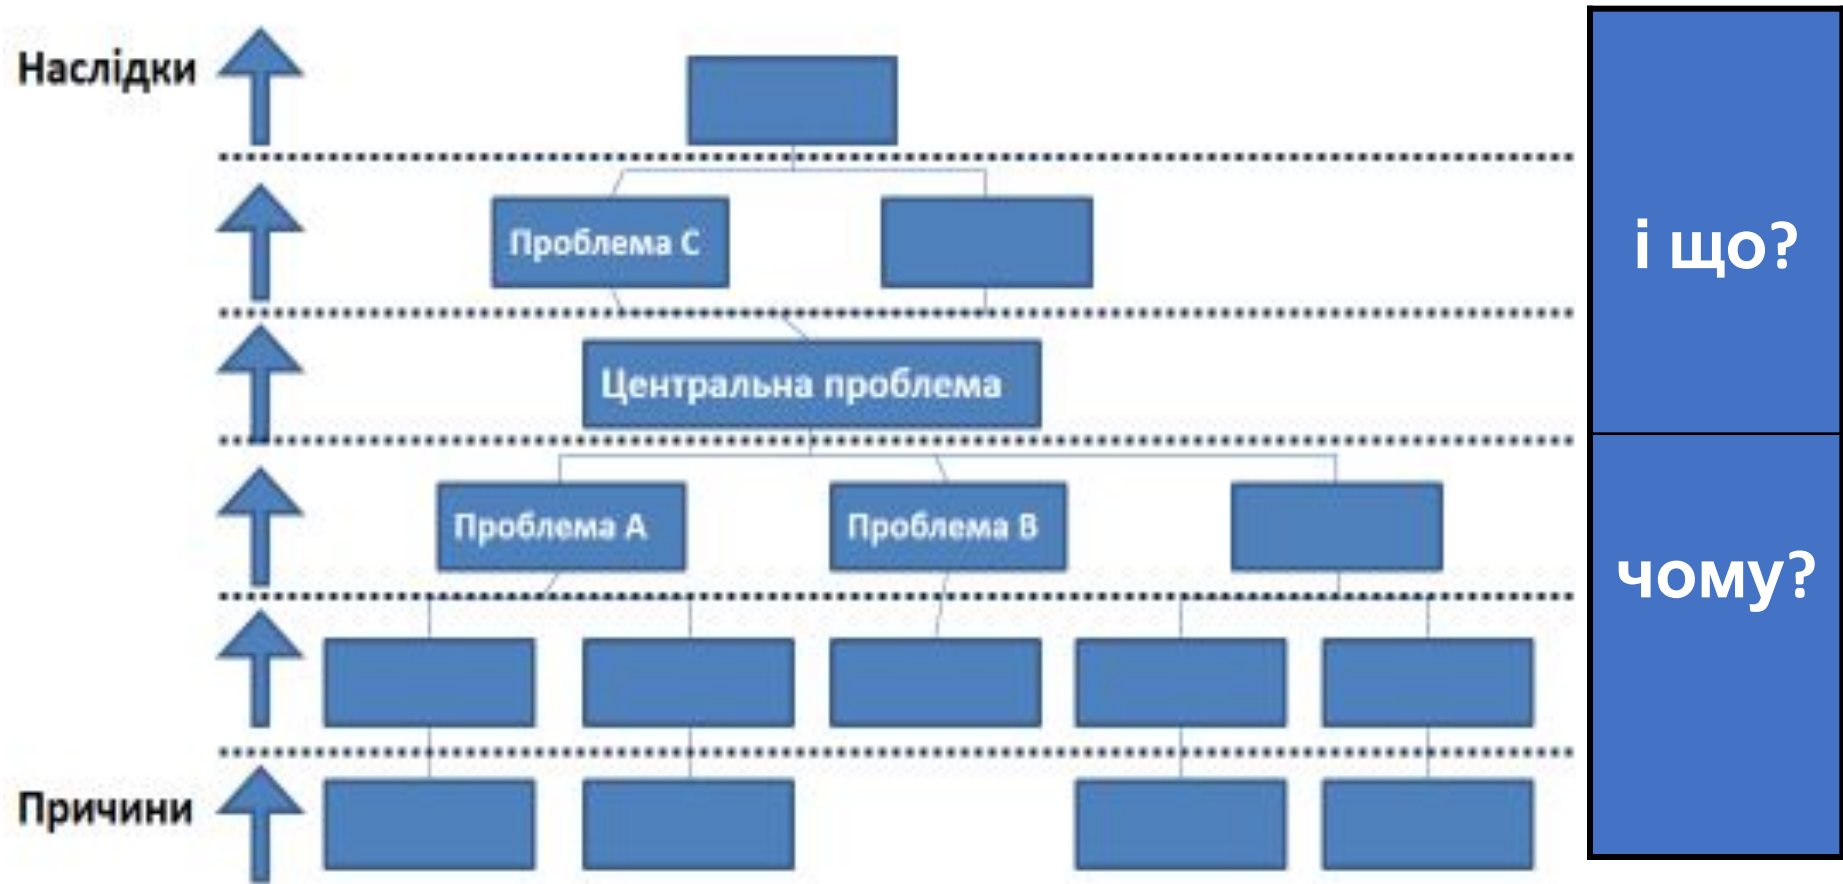 Наслідки
Проблема С
і що?
Центральна проблема
Проблема А
Проблема В
чому?
Причини